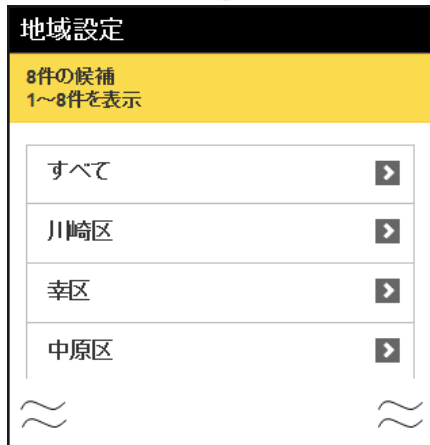 地域設定
8件の候補
1～8件を表示
すべて
川崎区
幸区
中原区